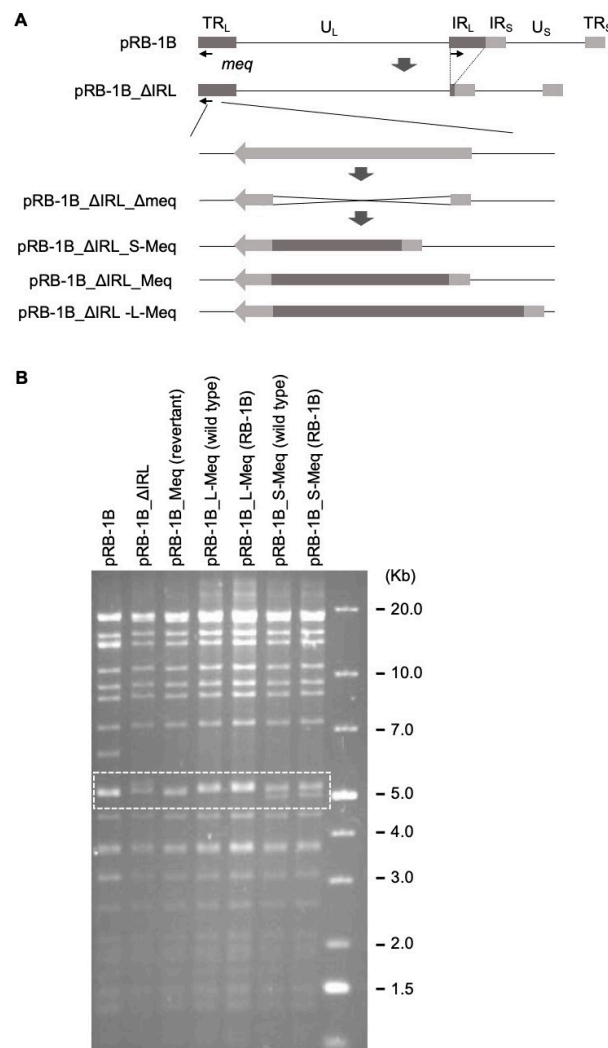 A
TRL UL IRL IRS US TRS
pRB-1B
meq
pRB-1B_ΔIRL
pRB-1B_ΔIRL_Δmeq
pRB-1B_ΔIRL_S-Meq
pRB-1B_ΔIRL_Meq
pRB-1B_ΔIRL -L-Meq
B
pRB-1B
pRB-1B_ΔIRL
pRB-1B_Meq (revertant)
pRB-1B_L-Meq (wild type)
pRB-1B_L-Meq (RB-1B)
pRB-1B_S-Meq (wild type)
pRB-1B_S-Meq (RB-1B)
(Kb)
– 20.0
– 10.0
– 7.0
– 5.0
– 4.0
– 3.0
– 2.0
– 1.5